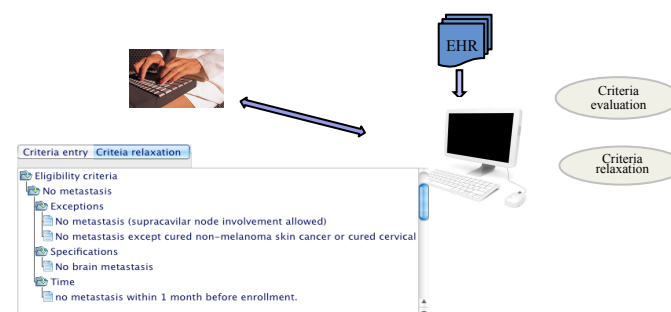 EHR
Criteria
evaluation
Criteria
relaxation
Criteria entry Criteia relaxation
Eligibility criteria
No metastasis
Exceptions
No metastasis (supracavilar node involvement allowed)
No metastasis except cured non-melanoma skin cancer or cured cervical
Specifications
No brain metastasis
Time
no metastasis within 1 month before enrollment.